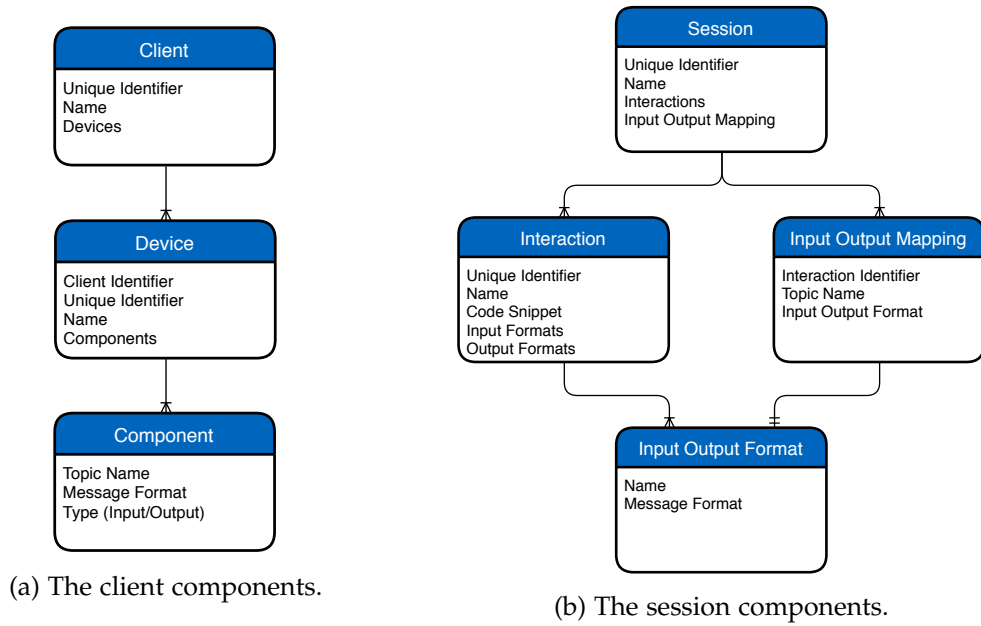 Client
Unique Identifier
Name
Devices
Device
Client Identifier
Unique Identifier
Name
Components
Component
Topic Name
Message Format
Type (Input/Output)
(a) The client components.
Session
Unique Identifier
Name
Interactions
Input Output Mapping
Interaction
Unique Identifier
Name
Code Snippet
Input Formats
Output Formats
Input Output Mapping
Interaction Identifier
Topic Name
Input Output Format
Input Output Format
Name
Message Format
(b) The session components.